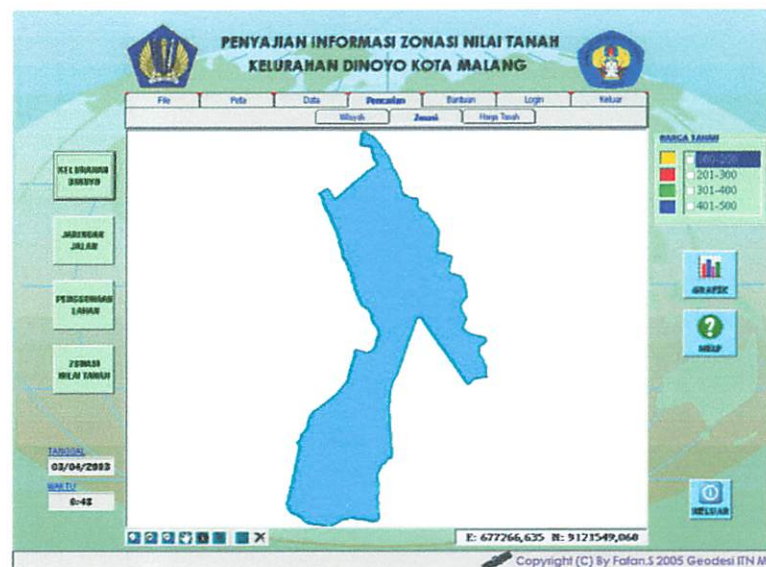 PENYAJIAN INFORMASI ZONASI NILAI TANAH
KELURAHAN DINOYO KOTA MALANG
File Peta Data Pencarian Bantuan Login Keluar
Wilayah Zonasi Harga Tanah
HARGA TANAH
201-300
301-400
401-500
KELURAHAN
DINOYO
JARINGAN
JALAN
PENGGUNAAN
LAHAN
ZONASI
NILAI TANAH
GRAFIK
HELP
TANGGAL
03/04/2003
WAKTU
0:48
KELUAR
E: 677266,635 N: 9123549,060
Copyright (C) By Fafan.S 2005 Geodesi ITN M